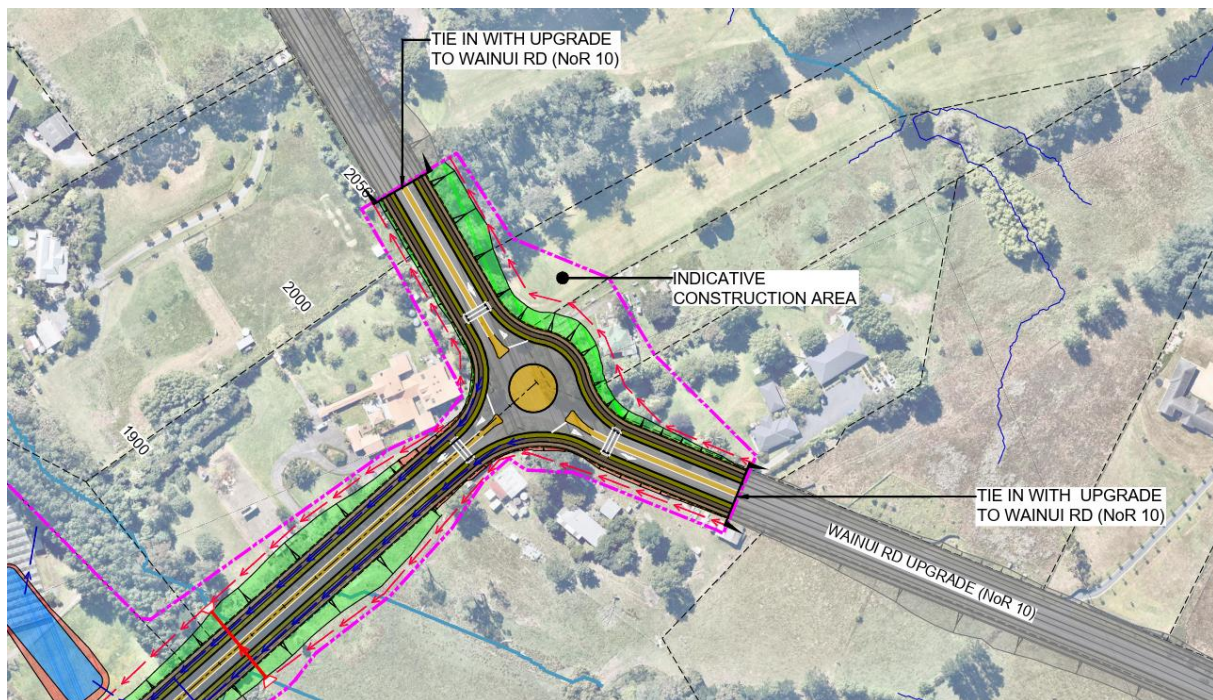 TIE IN WITH UPGRADE
TO WAINUI RD (NoR 10)
2056
INDICATIVE
CONSTRUCTION AREA
2000
1900
TIE IN WITH UPGRADE
TO WAINUI RD (NoR 10)
WAINUI RD UPGRADE (NoR 10)